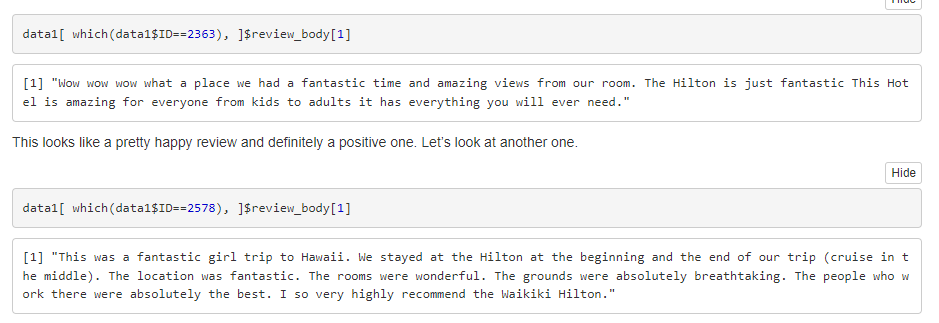 Hide
data1[ which(data1$ID==2363), ]$review_body[1]
[1] "Wow wow wow what a place we had a fantastic time and amazing views from our room. The Hilton is just fantastic This Hot
el is amazing for everyone from kids to adults it has everything you will ever need."
This looks like a pretty happy review and definitely a positive one. Let's look at another one.
Hide
data1[ which(data1$ID==2578), ]$review_body[1]
[1] "This was a fantastic girl trip to Hawaii. We stayed at the Hilton at the beginning and the end of our trip (cruise in t
he middle). The location was fantastic. The rooms were wonderful. The grounds were absolutely breathtaking. The people who w
ork there were absolutely the best. I so very highly recommend the Waikiki Hilton."